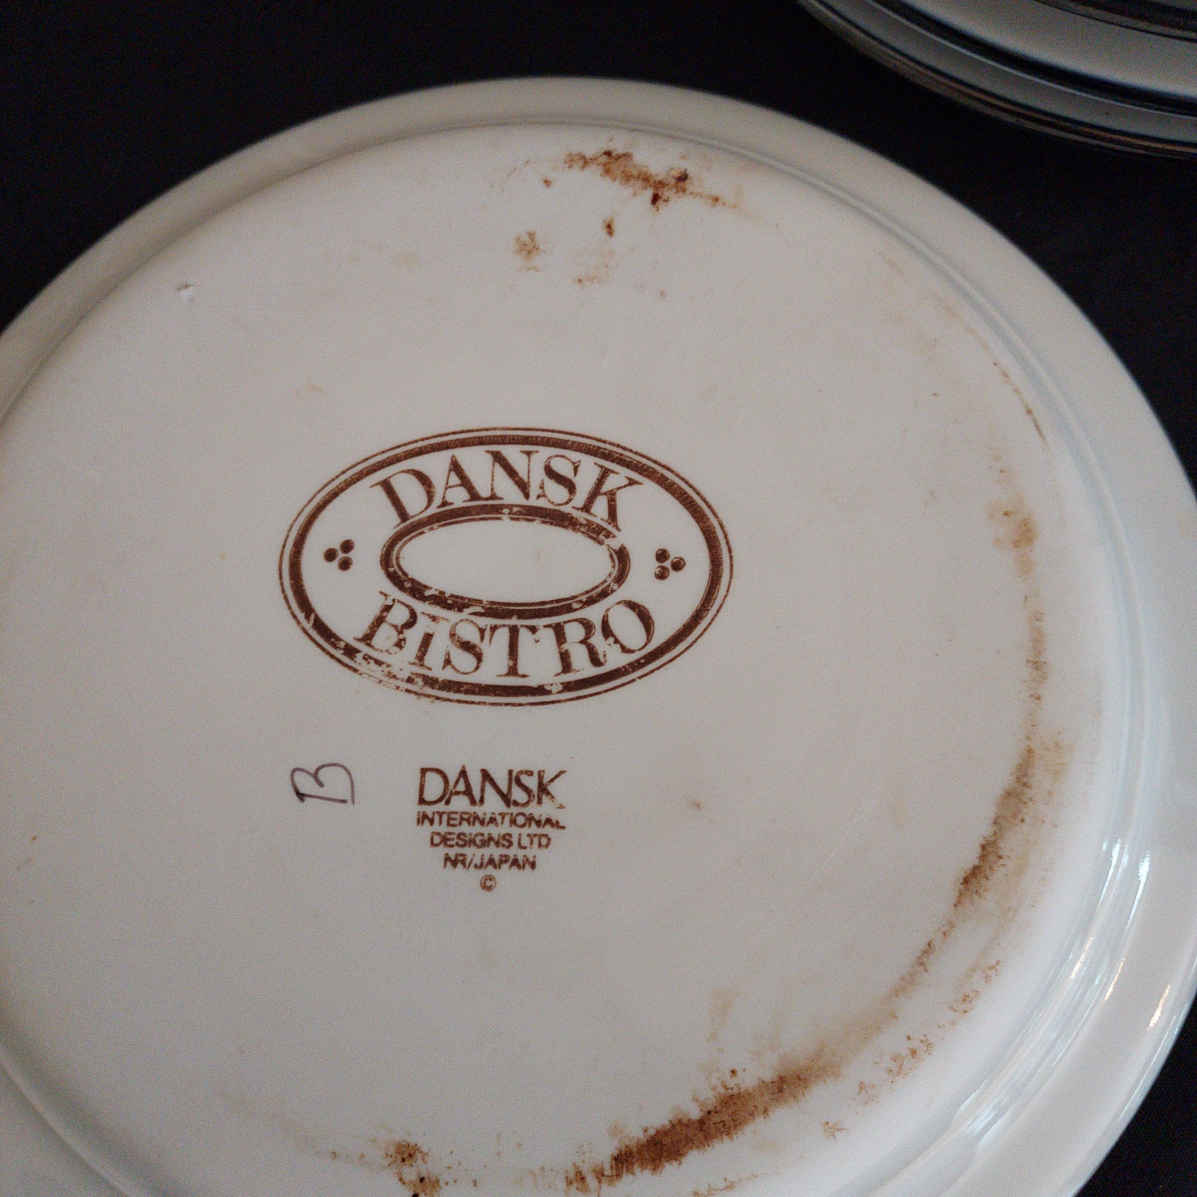 DANSK
BiSTRO
B
DANSK
INTERNATIONAL
DESIGNS LTD
NR/JAPAN
©